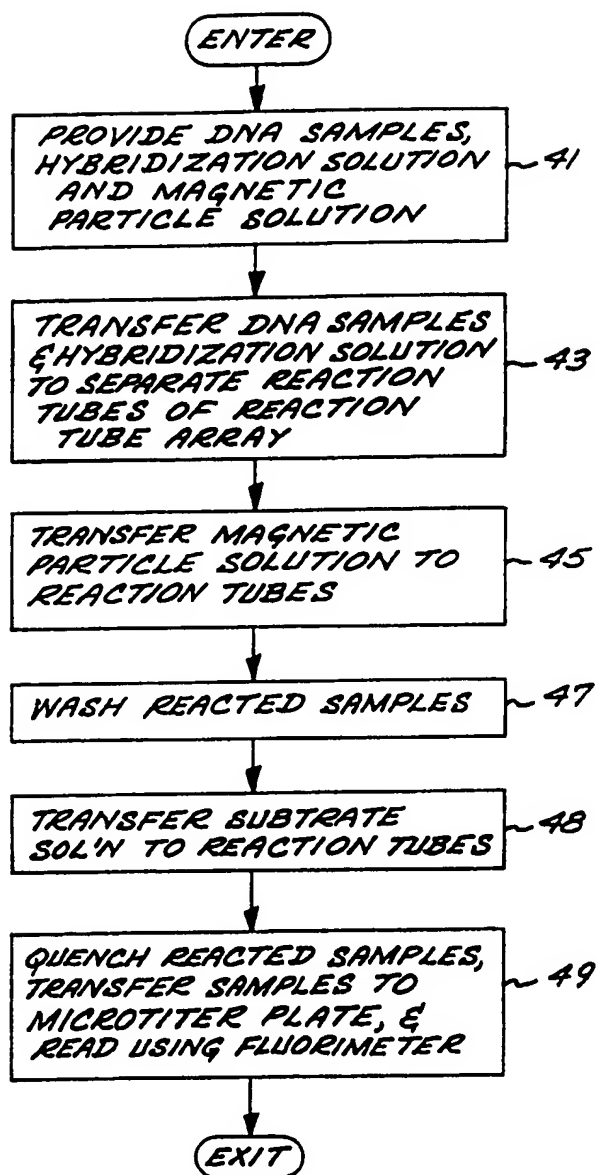 ENTER
PROVIDE DNA SAMPLES,
HYBRIDIZATION SOLUTION
AND MAGNETIC
PARTICLE SOLUTION
41
TRANSFER DNA SAMPLES
& HYBRIDIZATION SOLUTION
TO SEPARATE REACTION
TUBES OF REACTION
TUBE ARRAY
43
TRANSFER MAGNETIC
PARTICLE SOLUTION TO
REACTION TUBES
45
WASH REACTED SAMPLES
47
TRANSFER SUBTRATE
SOL'N TO REACTION TUBES
48
QUENCH REACTED SAMPLES,
TRANSFER SAMPLES TO
MICROTITER PLATE, &
READ USING FLUORIMETER
49
EXIT